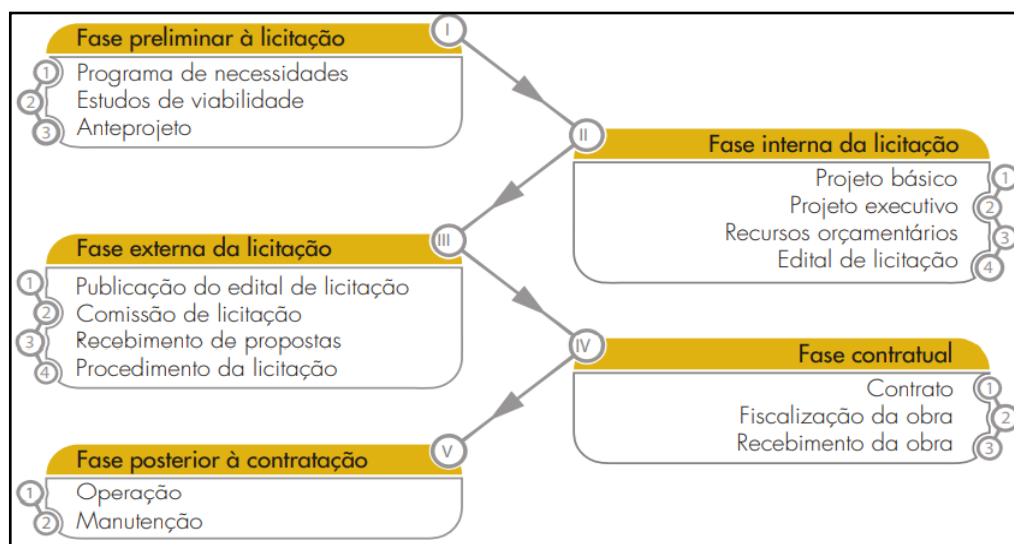 Fase preliminar à licitação
I
1 Programa de necessidades
2 Estudos de viabilidade
3 Anteprojeto
II
Fase interna da licitação
Projeto básico 1
Projeto executivo 2
Recursos orçamentários 3
Edital de licitação 4
Fase externa da licitação
III
1 Publicação do edital de licitação
2 Comissão de licitação
3 Recebimento de propostas
4 Procedimento da licitação
IV
Fase contratual
Contrato 1
Fiscalização da obra 2
Recebimento da obra 3
Fase posterior à contratação
V
1 Operação
2 Manutenção